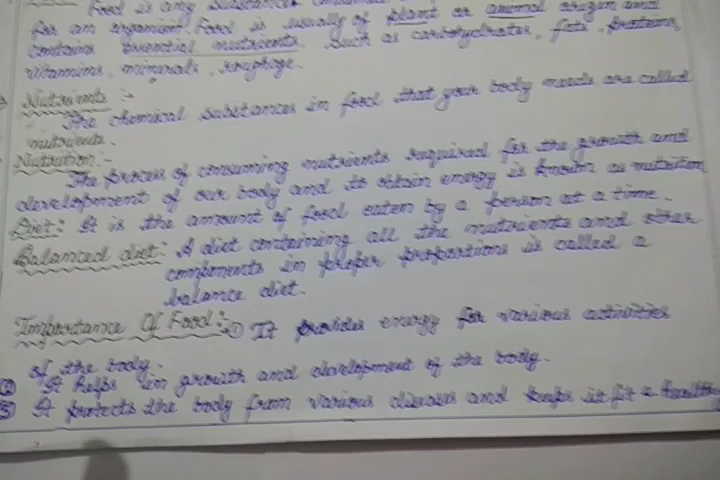 Food is any substance consumed
for an organism. Food is usually of plant or animal origin and
contains essential nutrients. Such as carbohydrates, fats, proteins,
vitamins, minerals, roughage.
Nutrients :-
The chemical substances in food that your body needs are called
nutrients.
Nutrition :-
The process of consuming nutrients required for the growth and
development of our body and to obtain energy is known as nutrition
Diet: It is the amount of food eaten by a person at a time.
Balanced diet: A diet containing all the nutrients and other
components in proper proportions is called a
balance diet.
Importance Of Food:- ① It provides energy for various activities
of the body.
② It helps in growth and development of the body.
③ It protects the body from various diseases and keeps it fit & healthy